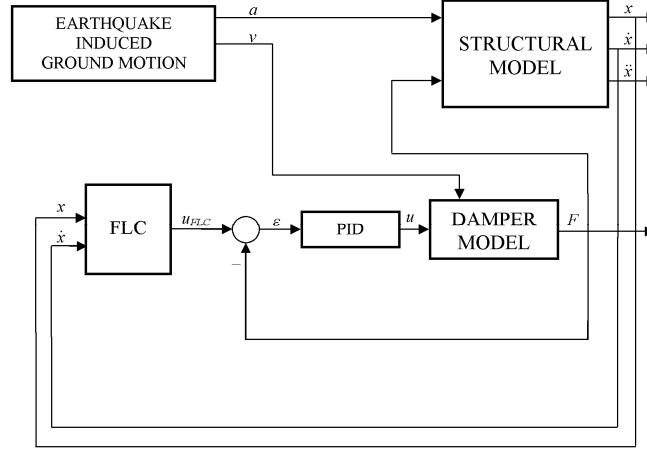 EARTHQUAKE
INDUCED
GROUND MOTION
a
v
STRUCTURAL
MODEL
x
ẋ
ẍ
x
ẋ
FLC
u_FLC
ε
−
PID
u
DAMPER
MODEL
F